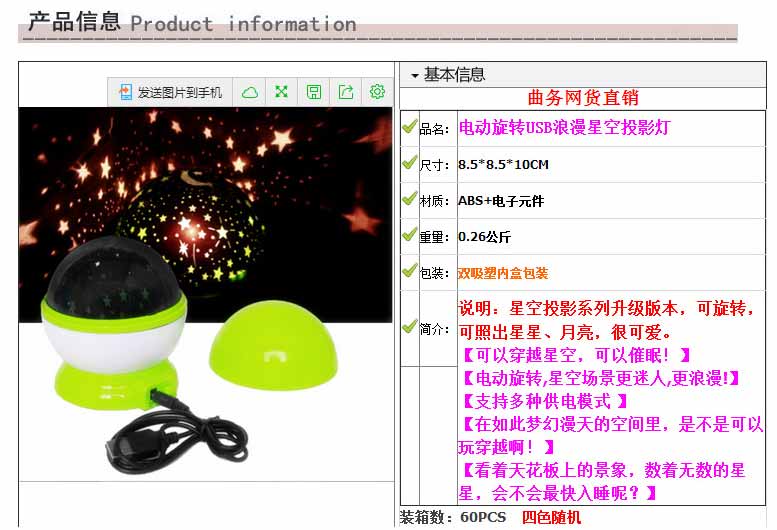 产品信息 Product information
发送图片到手机
基本信息
曲务网货直销
品名： 电动旋转USB浪漫星空投影灯
尺寸： 8.5*8.5*10CM
材质： ABS+电子元件
重量： 0.26公斤
包装： 双吸塑内盒包装
简介： 说明：星空投影系列升级版本，可旋转，
可照出星星、月亮，很可爱。
【可以穿越星空，可以催眠！】
【电动旋转,星空场景更迷人,更浪漫!】
【支持多种供电模式 】
【在如此梦幻漫天的空间里，是不是可以
玩穿越啊！】
【看着天花板上的景象，数着无数的星
星，会不会最快入睡呢？】
装箱数：60PCS 四色随机